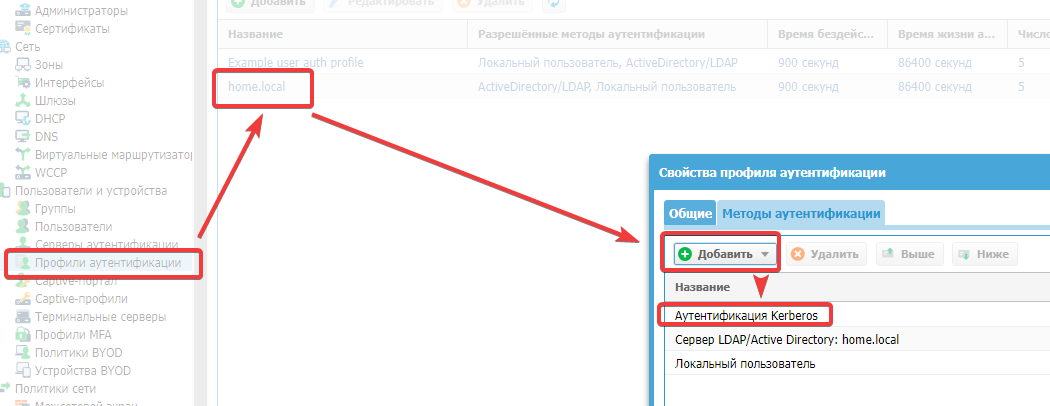 Администраторы
Сертификаты
Сеть
Зоны
Интерфейсы
Шлюзы
DHCP
DNS
Виртуальные маршрутизатор
WCCP
Пользователи и устройства
Группы
Пользователи
Серверы аутентификации
Профили аутентификации
Captive-портал
Captive-профили
Терминальные серверы
Профили MFA
Политики BYOD
Устройства BYOD
Политики сети
Межсетевой экран
Добавить Редактировать Удалить
Название Разрешённые методы аутентификации Время бездейс... Время жизни а... Число
Example user auth profile Локальный пользователь, ActiveDirectory/LDAP 900 секунд 86400 секунд 5
home.local ActiveDirectory/LDAP, Локальный пользователь 900 секунд 86400 секунд 5
Свойства профиля аутентификации
Общие Методы аутентификации
Добавить Удалить Выше Ниже
Название
Аутентификация Kerberos
Сервер LDAP/Active Directory: home.local
Локальный пользователь